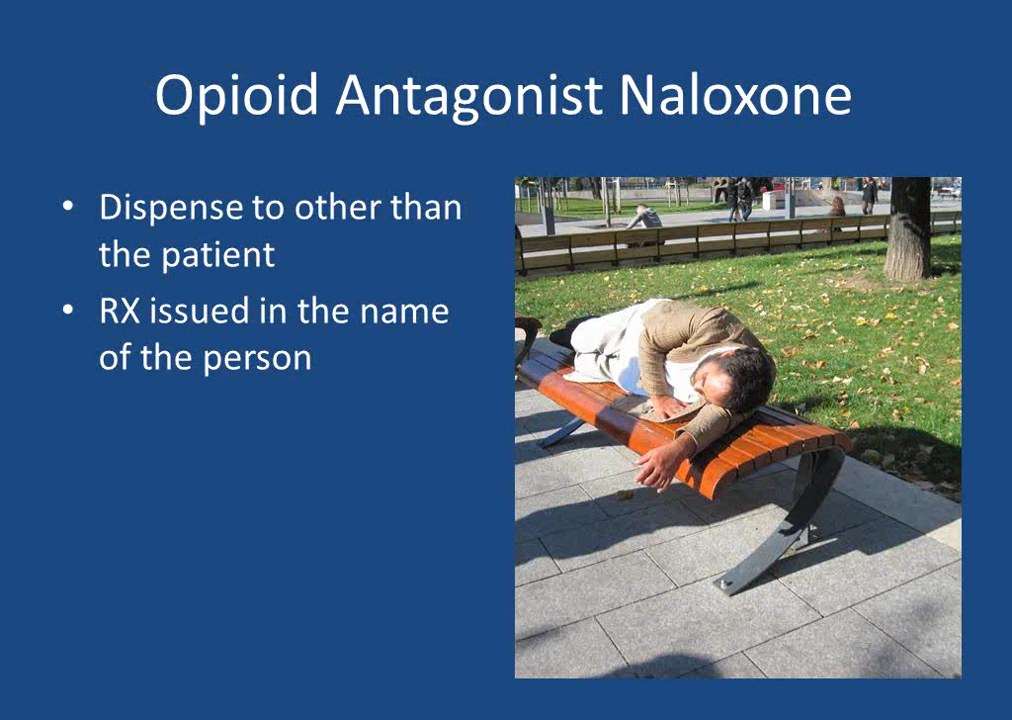 Opioid Antagonist Naloxone
• Dispense to other than
the patient
• RX issued in the name
of the person